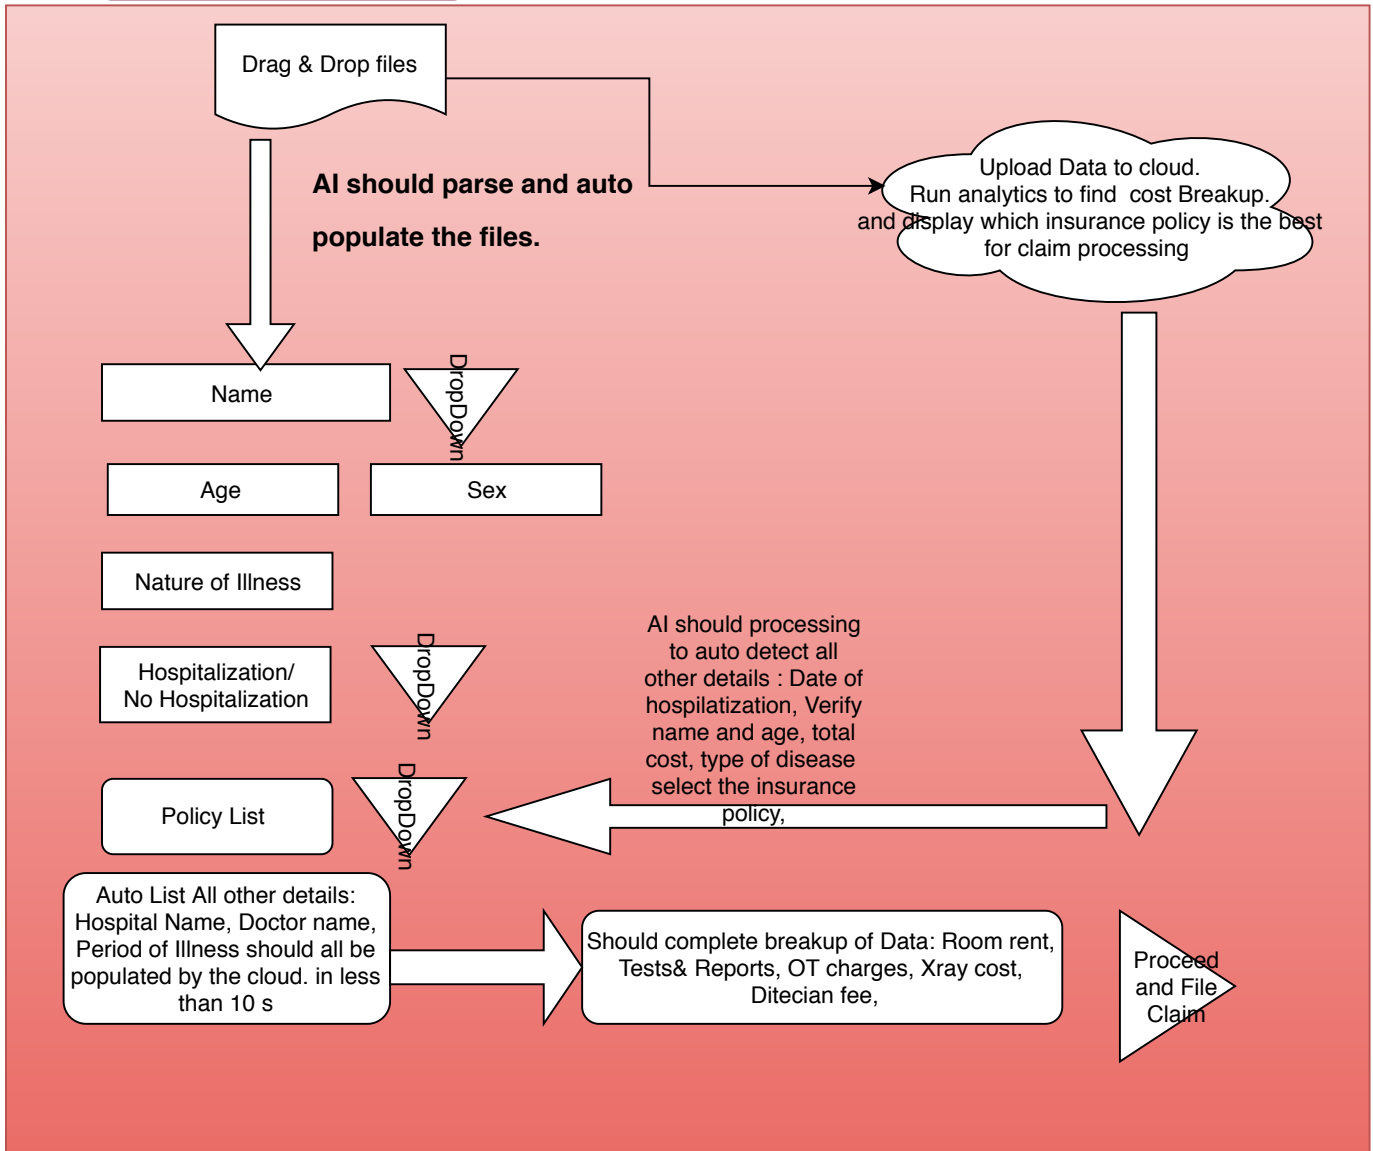 Drag & Drop files
AI should parse and auto
populate the files.
Upload Data to cloud.
Run analytics to find cost Breakup.
and display which insurance policy is the best
for claim processing
Name
DropDown
Age
Sex
Nature of Illness
Hospitalization/
No Hospitalization
DropDown
AI should processing
to auto detect all
other details : Date of
hospilatization, Verify
name and age, total
cost, type of disease
select the insurance
policy,
Policy List
DropDown
Auto List All other details:
Hospital Name, Doctor name,
Period of Illness should all be
populated by the cloud. in less
than 10 s
Should complete breakup of Data: Room rent,
Tests& Reports, OT charges, Xray cost,
Ditecian fee,
Proceed
and File
Claim